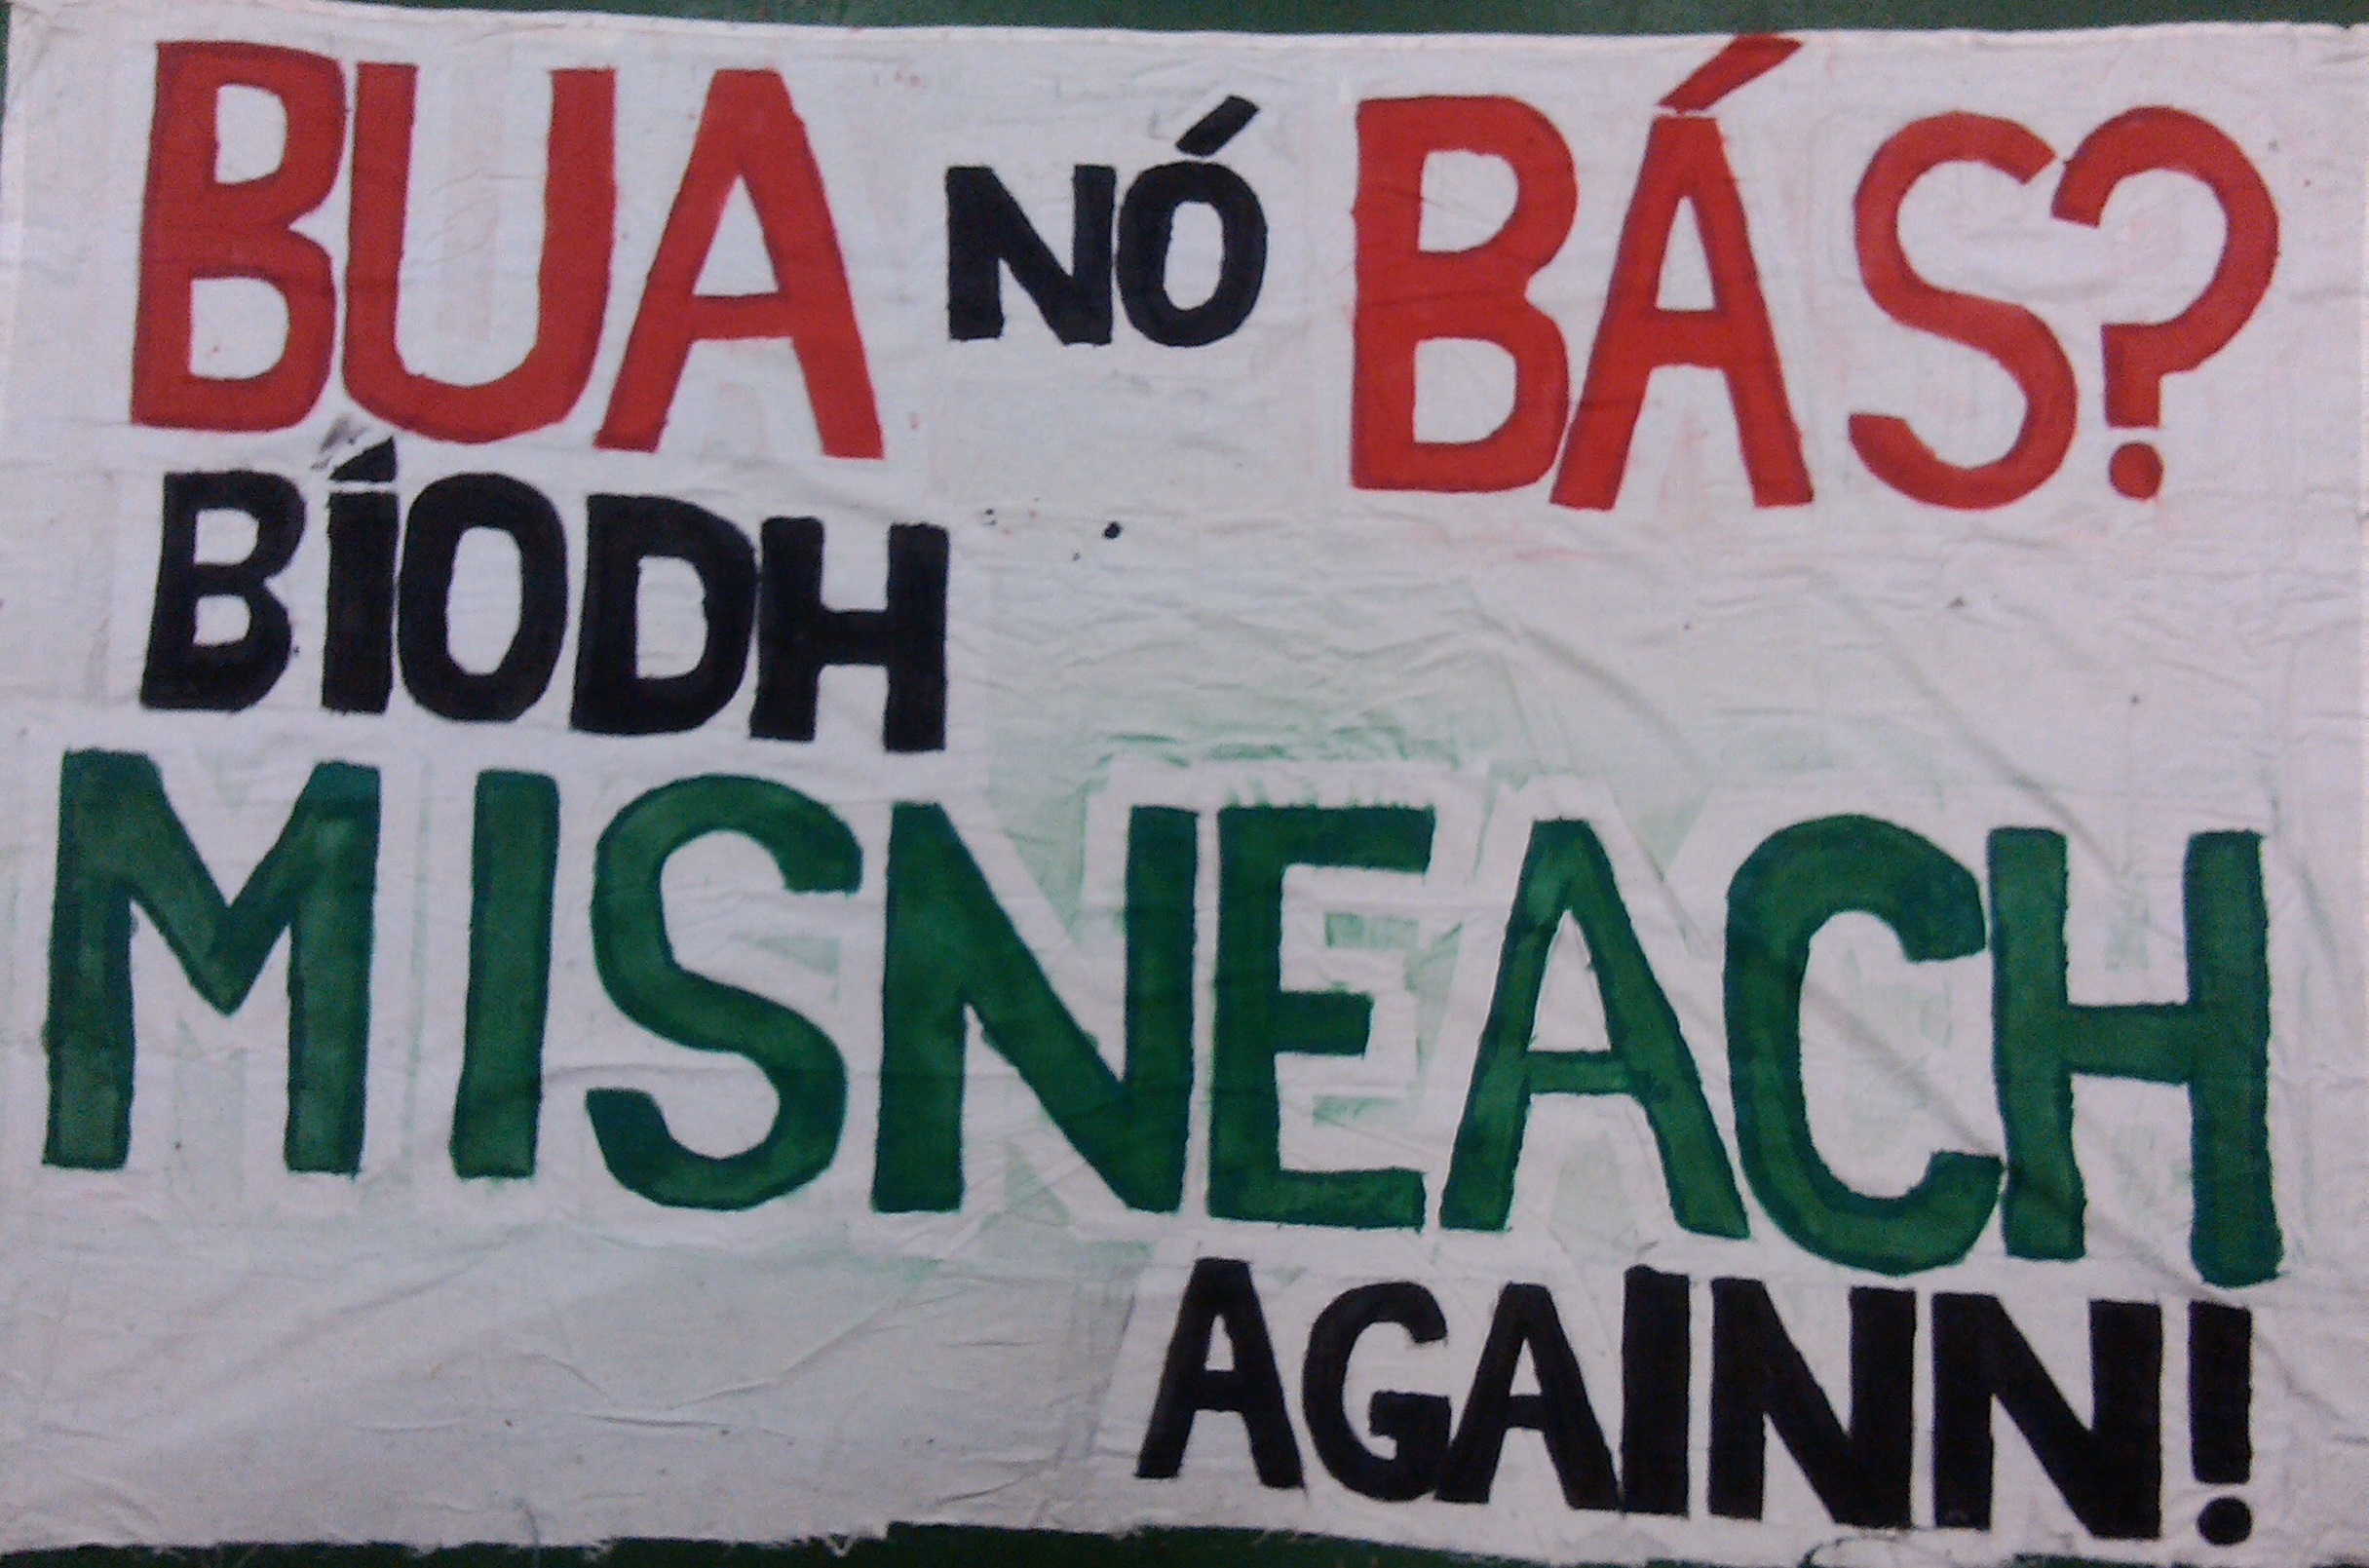 BUA NÓ BÁS?
BÍODH
MISNEACH
AGAINN!